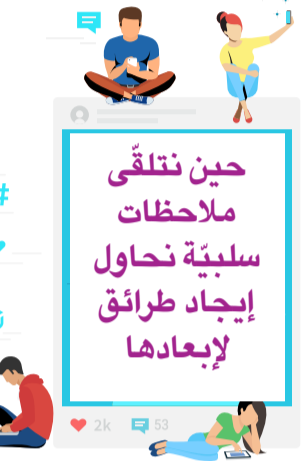 حين نتلقّى
ملاحظات
سلبيّة نحاول
إيجاد طرائق
لإبعادها
#
2k
53